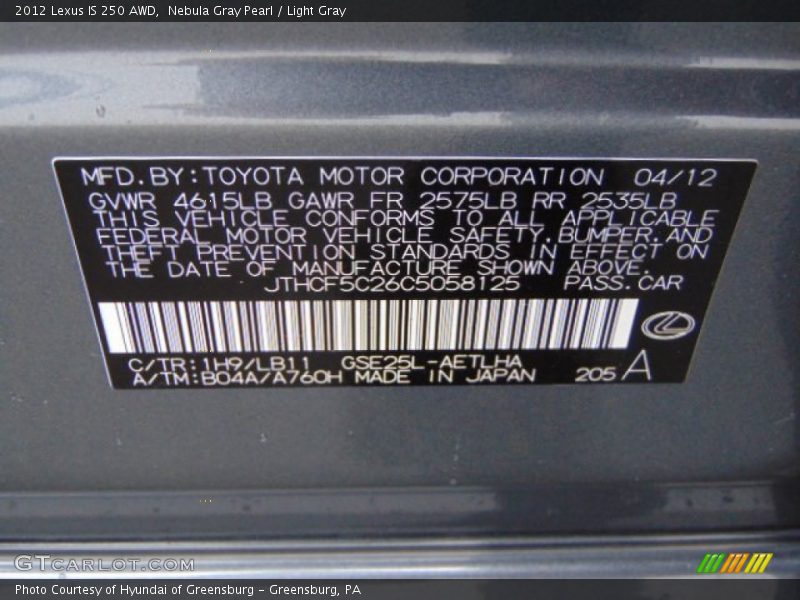 2012 Lexus IS 250 AWD,  Nebula Gray Pearl / Light Gray
MFD.BY:TOYOTA MOTOR CORPORATION 04/12
GVWR 4615LB GAWR FR 2575LB RR 2535LB
THIS VEHICLE CONFORMS TO ALL APPLICABLE
FEDERAL MOTOR VEHICLE SAFETY,BUMPER,AND
THEFT PREVENTION STANDARDS IN EFFECT ON
THE DATE OF MANUFACTURE SHOWN ABOVE.
JTHCF5C26C5058125 PASS.CAR
C/TR:1H9/LB11 GSE25L-AETLHA
A/TM:B04A/A760H MADE IN JAPAN 205 A
GTCARLOT.COM
Photo Courtesy of Hyundai of Greensburg - Greensburg, PA